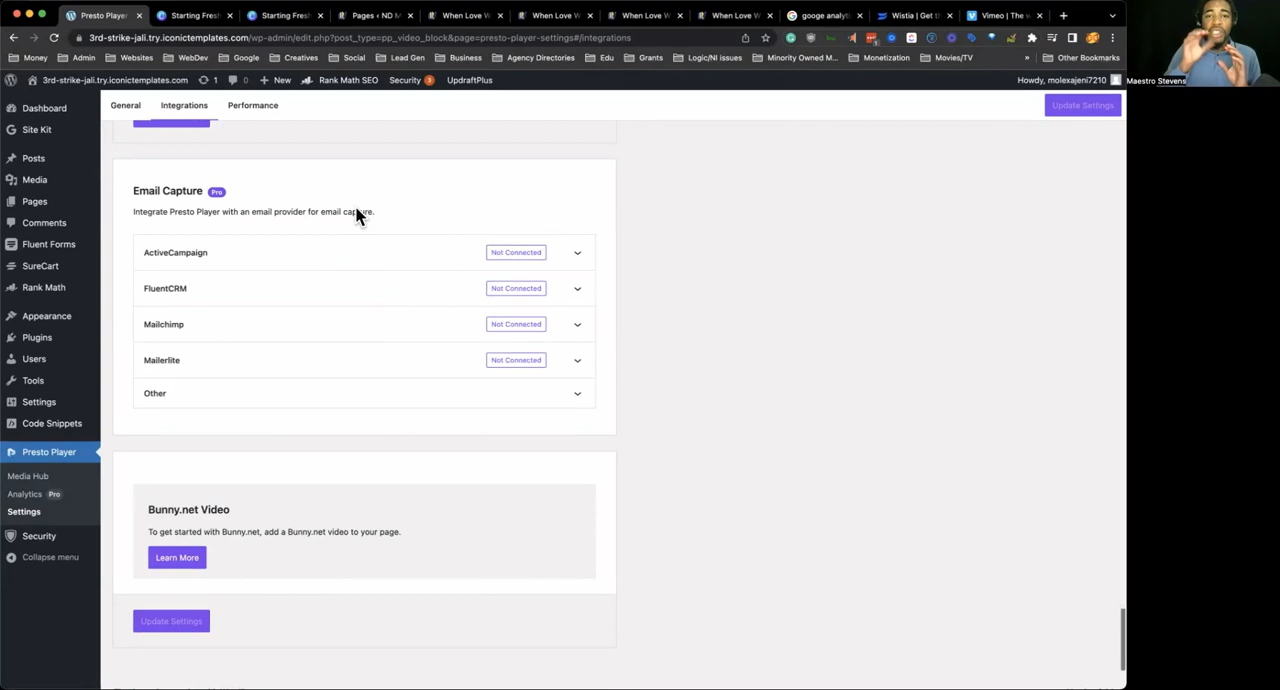 Presto Player
Starting Fresh
Starting Fresh
Pages ‹ ND M
When Love W
When Love W
When Love W
When Love W
googe analyti
Wistia | Get t
Vimeo | The w
3rd-strike-jali.try.iconictemplates.com/wp-admin/edit.php?post_type=pp_video_block&page=presto-player-settings#/integrations
Money
Admin
Websites
WebDev
Google
Creatives
Social
Lead Gen
Business
Agency Directories
Edu
Grants
Logic/NI issues
Minority Owned M...
Monetization
Movies/TV
»
Other Bookmarks
3rd-strike-jali.try.iconictemplates.com
1
0
New
Rank Math SEO
Security 3
UpdraftPlus
Howdy, molexajeni7210
Maestro Stevens
Dashboard
Site Kit
Posts
Media
Pages
Comments
Fluent Forms
SureCart
Rank Math
Appearance
Plugins
Users
Tools
Settings
Code Snippets
Presto Player
Media Hub
Analytics Pro
Settings
Security
Collapse menu
General
Integrations
Performance
Update Settings
Email Capture Pro
Integrate Presto Player with an email provider for email capture.
ActiveCampaign Not Connected
FluentCRM Not Connected
Mailchimp Not Connected
Mailerlite Not Connected
Other
Bunny.net Video
To get started with Bunny.net, add a Bunny.net video to your page.
Learn More
Update Settings